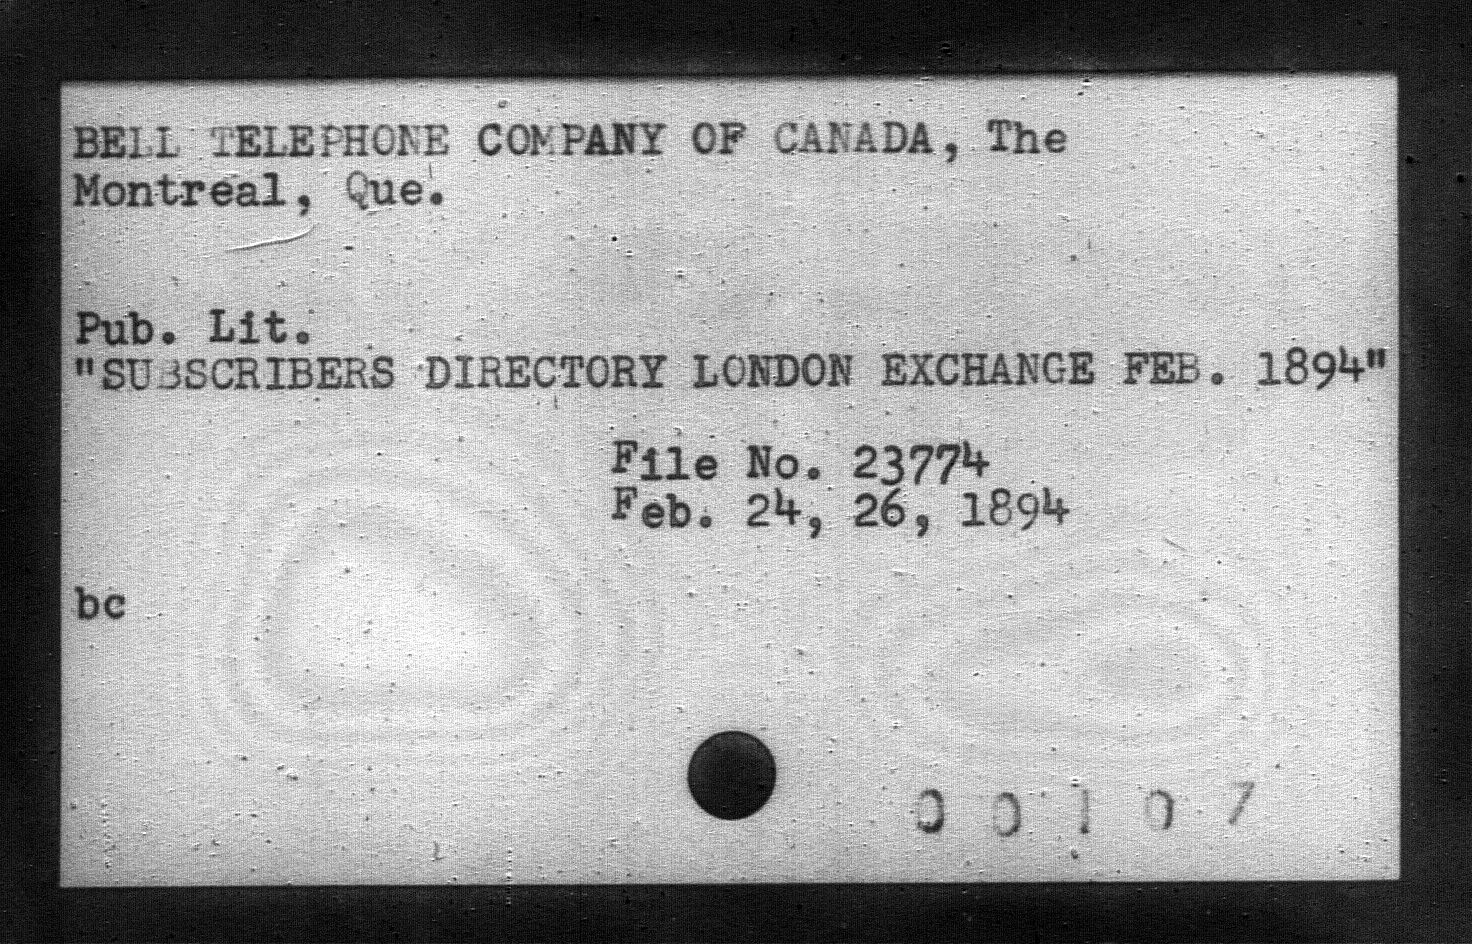 BELL TELEPHONE COMPANY OF CANADA, The
Montreal, Que.
Pub. Lit.
"SUBSCRIBERS DIRECTORY LONDON EXCHANGE FEB. 1894"
File No. 23774
Feb. 24, 26, 1894
bc
00107